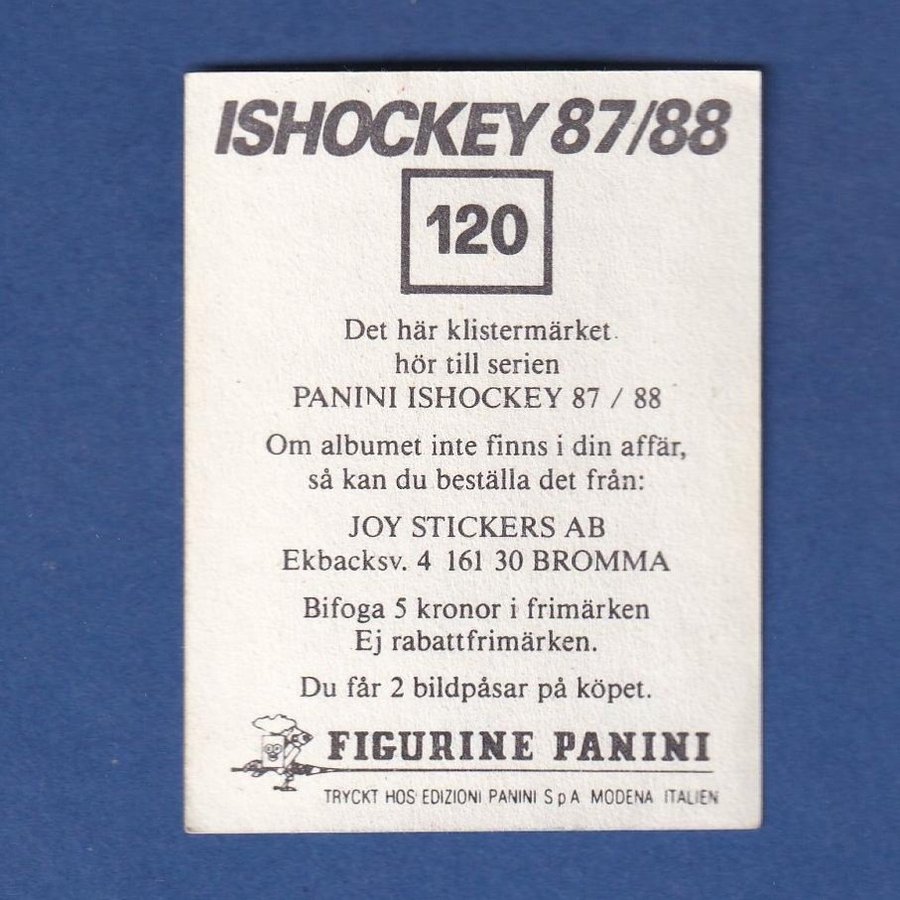 ISHOCKEY 87/88
120
Det här klistermärket
hör till serien
PANINI ISHOCKEY 87 / 88
Om albumet inte finns i din affär,
så kan du beställa det från:
JOY STICKERS AB
Ekbacksv. 4 161 30 BROMMA
Bifoga 5 kronor i frimärken
Ej rabattfrimärken.
Du får 2 bildpåsar på köpet.
FIGURINE PANINI
TRYCKT HOS EDIZIONI PANINI S p A MODENA ITALIEN